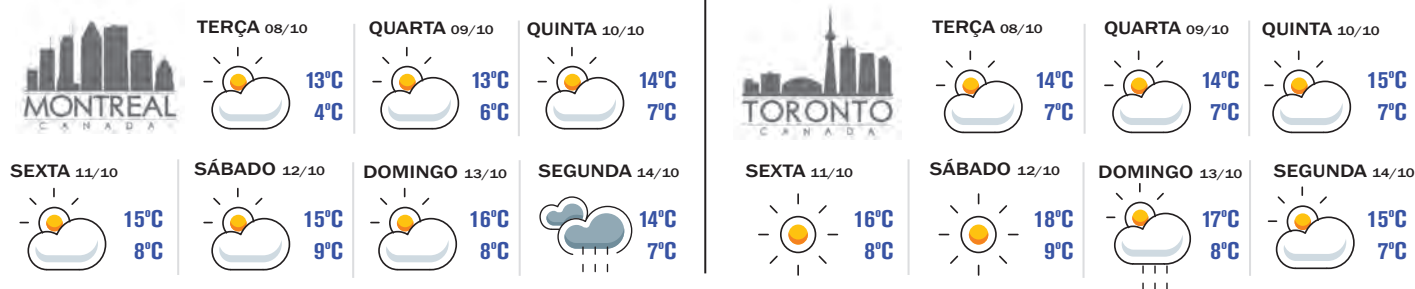 MONTREAL
CANADA
TERÇA 08/10
13ºC
4ºC
QUARTA 09/10
13ºC
6ºC
QUINTA 10/10
14ºC
7ºC
SEXTA 11/10
15ºC
8ºC
SÁBADO 12/10
15ºC
9ºC
DOMINGO 13/10
16ºC
8ºC
SEGUNDA 14/10
14ºC
7ºC
TORONTO
CANADA
TERÇA 08/10
14ºC
7ºC
QUARTA 09/10
14ºC
7ºC
QUINTA 10/10
15ºC
7ºC
SEXTA 11/10
16ºC
8ºC
SÁBADO 12/10
18ºC
9ºC
DOMINGO 13/10
17ºC
8ºC
SEGUNDA 14/10
15ºC
7ºC